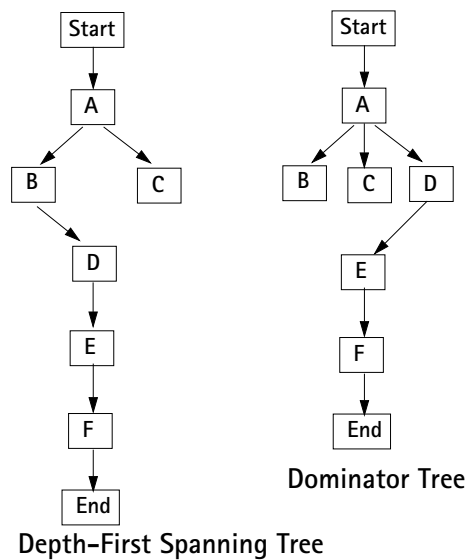 Start
A
B
C
D
E
F
End
Depth-First Spanning Tree
Start
A
B
C
D
E
F
End
Dominator Tree